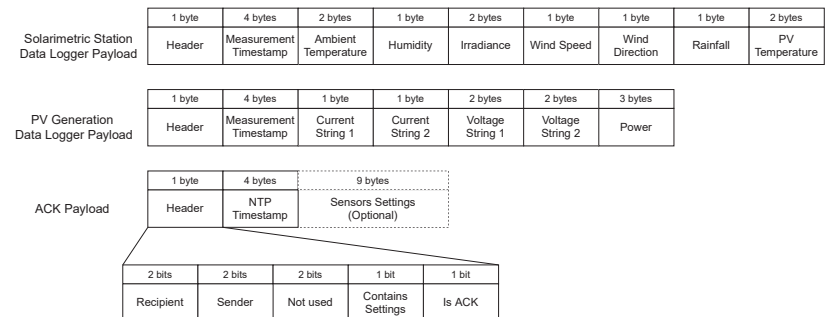 1 byte 4 bytes 2 bytes 1 byte 2 bytes 1 byte 1 byte 1 byte 2 bytes
Solarimetric Station
Data Logger Payload
Header
Measurement
Timestamp
Ambient
Temperature
Humidity
Irradiance
Wind Speed
Wind
Direction
Rainfall
PV
Temperature
1 byte 4 bytes 1 byte 1 byte 2 bytes 2 bytes 3 bytes
PV Generation
Data Logger Payload
Header
Measurement
Timestamp
Current
String 1
Current
String 2
Voltage
String 1
Voltage
String 2
Power
1 byte 4 bytes 9 bytes
ACK Payload
Header
NTP
Timestamp
Sensors Settings
(Optional)
2 bits 2 bits 2 bits 1 bit 1 bit
Recipient
Sender
Not used
Contains
Settings
Is ACK